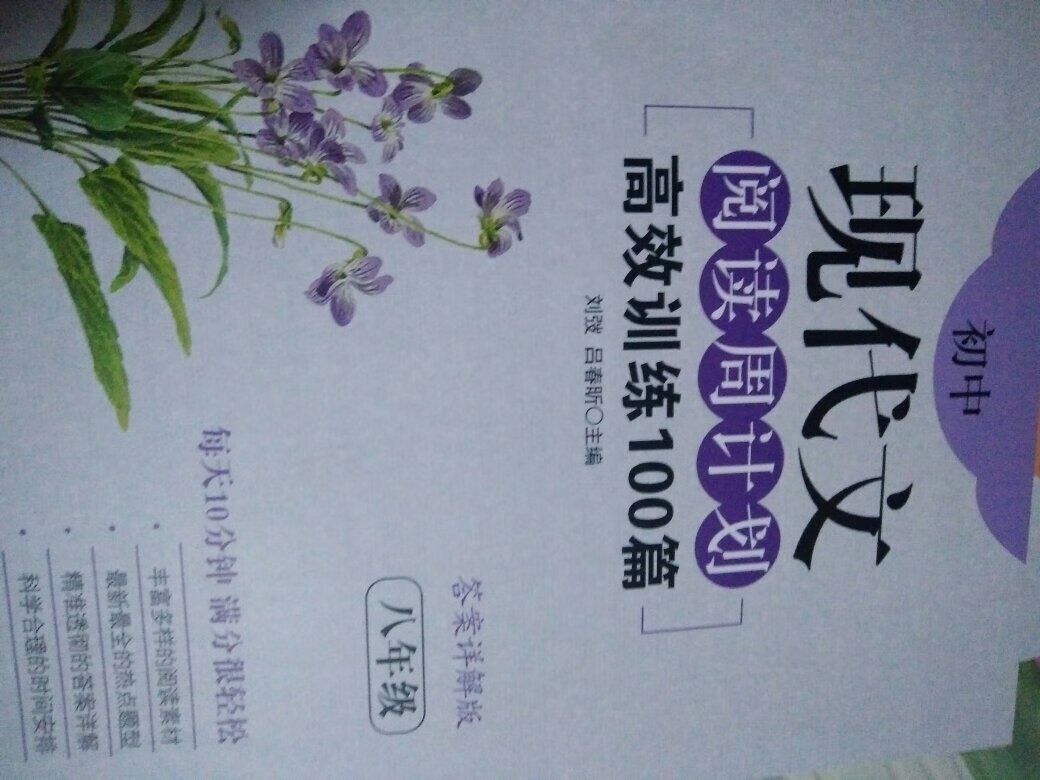 初中
现代文
阅读周计划
高效训练100篇
刘弢 吕春昕〇主编
答案详解版
八年级
每天10分钟 满分很轻松
· 丰富多样的阅读素材
· 最新最全的热点题型
· 精准透彻的答案详解
· 科学合理的时间安排